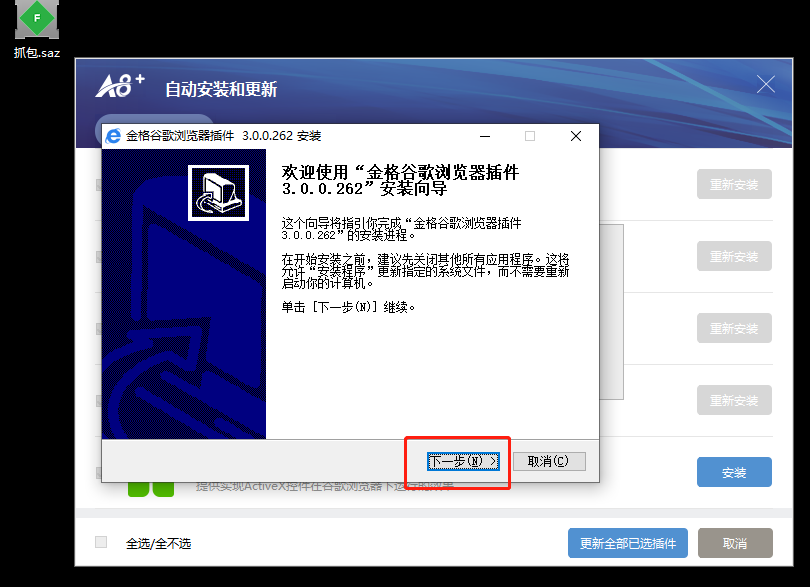 F
抓包.saz
A8+ 自动安装和更新
金格谷歌浏览器插件 3.0.0.262 安装
欢迎使用“金格谷歌浏览器插件
3.0.0.262”安装向导
这个向导将指引你完成“金格谷歌浏览器插件
3.0.0.262”的安装进程。
在开始安装之前，建议先关闭其他所有应用程序。这将
允许“安装程序”更新指定的系统文件，而不需要重新
启动你的计算机。
单击 [下一步(N)] 继续。
下一步(N) >
取消(C)
重新安装
重新安装
重新安装
重新安装
安装
提供实现ActiveX控件在谷歌浏览器下运行的效果
全选/全不选
更新全部已选插件
取消